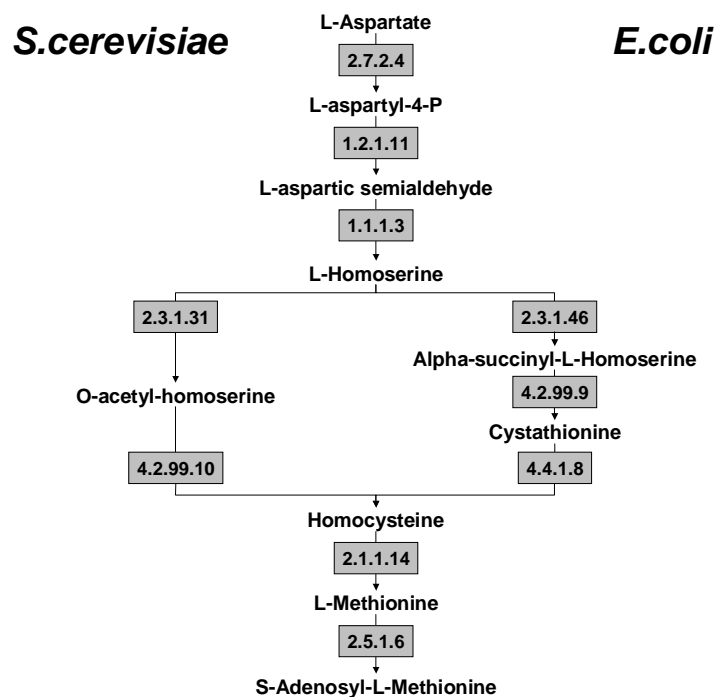 S.cerevisiae
L-Aspartate
E.coli
2.7.2.4
L-aspartyl-4-P
1.2.1.11
L-aspartic semialdehyde
1.1.1.3
L-Homoserine
2.3.1.31
2.3.1.46
Alpha-succinyl-L-Homoserine
O-acetyl-homoserine
4.2.99.9
Cystathionine
4.2.99.10
4.4.1.8
Homocysteine
2.1.1.14
L-Methionine
2.5.1.6
S-Adenosyl-L-Methionine